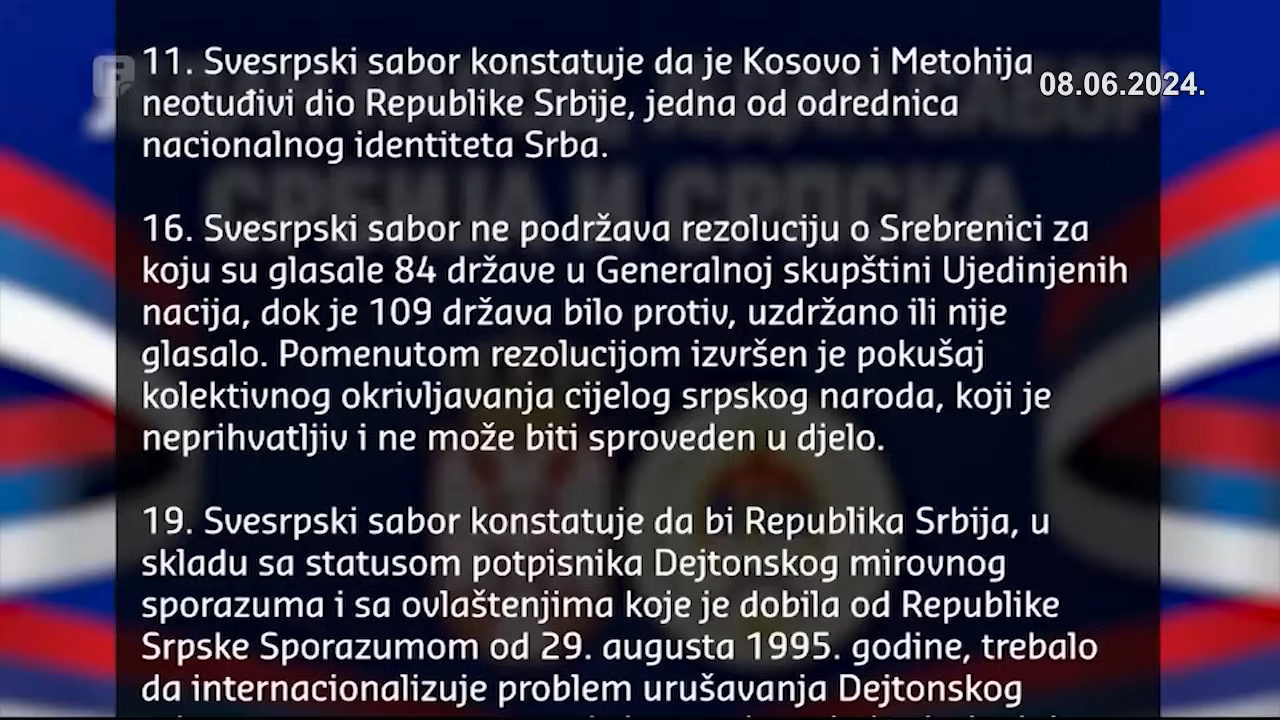 11. Svesrpski sabor konstatuje da je Kosovo i Metohija
08.06.2024.
neotuđivi dio Republike Srbije, jedna od odrednica
nacionalnog identiteta Srba.
СРБИЈА И СРПСКА
16. Svesrpski sabor ne podržava rezoluciju o Srebrenici za
koju su glasale 84 države u Generalnoj skupštini Ujedinjenih
nacija, dok je 109 država bilo protiv, uzdržano ili nije
glasalo. Pomenutom rezolucijom izvršen je pokušaj
kolektivnog okrivljavanja cijelog srpskog naroda, koji je
neprihvatljiv i ne može biti sproveden u djelo.
19. Svesrpski sabor konstatuje da bi Republika Srbija, u
skladu sa statusom potpisnika Dejtonskog mirovnog
sporazuma i sa ovlaštenjima koje je dobila od Republike
Srpske Sporazumom od 29. augusta 1995. godine, trebalo
da internacionalizuje problem urušavanja Dejtonskog